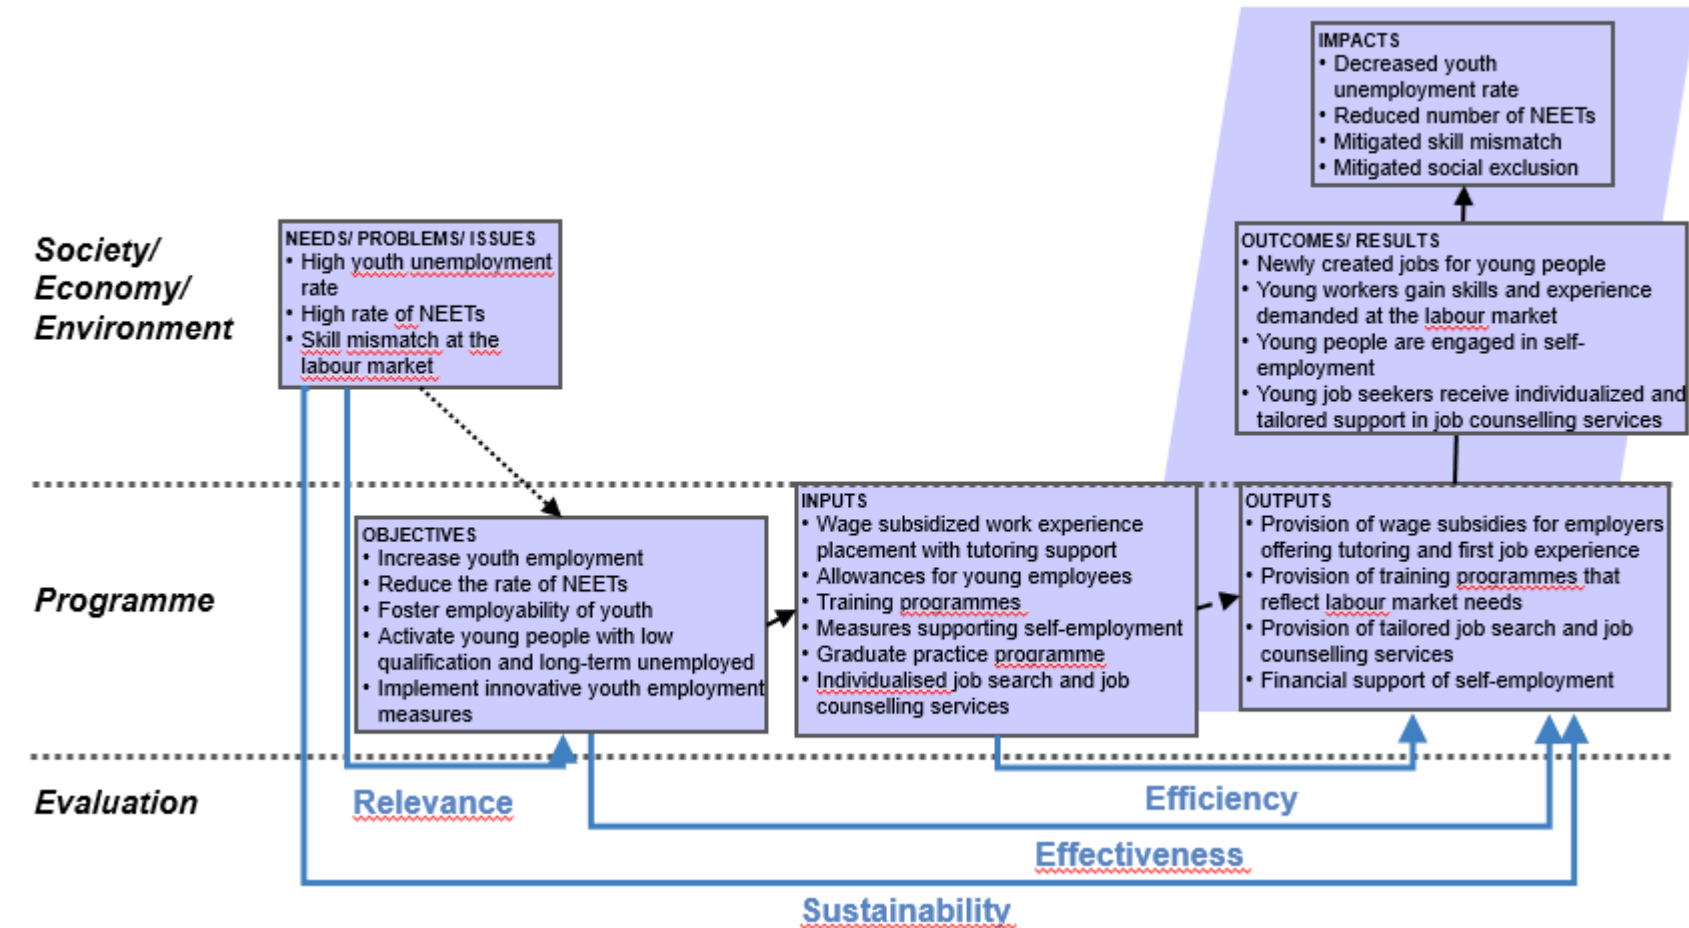 IMPACTS
• Decreased youth
unemployment rate
• Reduced number of NEETs
• Mitigated skill mismatch
• Mitigated social exclusion
Society/
Economy/
Environment
NEEDS/ PROBLEMS/ ISSUES
• High youth unemployment
rate
• High rate of NEETs
• Skill mismatch at the
labour market
OUTCOMES/ RESULTS
• Newly created jobs for young people
• Young workers gain skills and experience
demanded at the labour market
• Young people are engaged in self-
employment
• Young job seekers receive individualized and
tailored support in job counselling services
Programme
OBJECTIVES
• Increase youth employment
• Reduce the rate of NEETs
• Foster employability of youth
• Activate young people with low
qualification and long-term unemployed
• Implement innovative youth employment
measures
INPUTS
• Wage subsidized work experience
placement with tutoring support
• Allowances for young employees
• Training programmes
• Measures supporting self-employment
• Graduate practice programme
• Individualised job search and job
counselling services
OUTPUTS
• Provision of wage subsidies for employers
offering tutoring and first job experience
• Provision of training programmes that
reflect labour market needs
• Provision of tailored job search and job
counselling services
• Financial support of self-employment
Evaluation
Relevance
Efficiency
Effectiveness
Sustainability